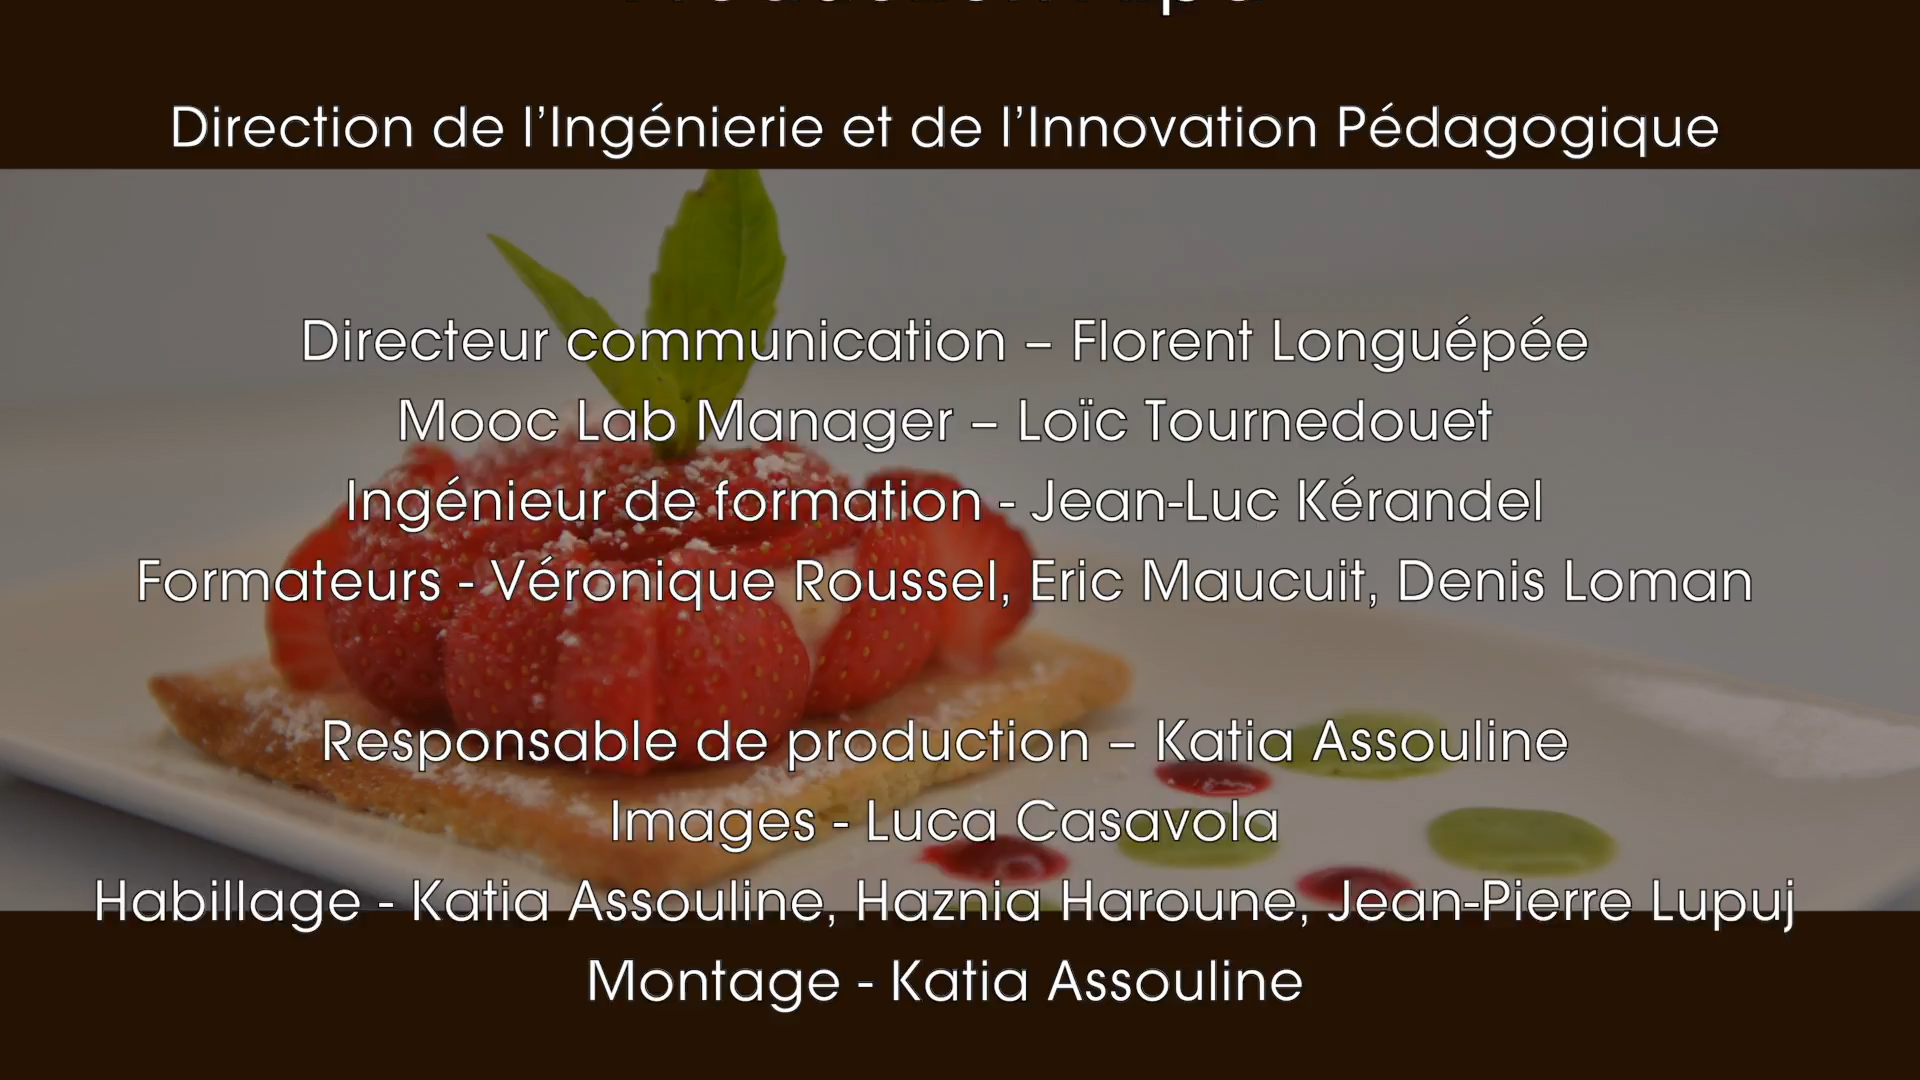 Direction de l’Ingénierie et de l’Innovation Pédagogique
Directeur communication – Florent Longuépée
Mooc Lab Manager – Loïc Tournedouet
Ingénieur de formation - Jean-Luc Kérandel
Formateurs - Véronique Roussel, Eric Maucuit, Denis Loman
Responsable de production – Katia Assouline
Images - Luca Casavola
Habillage - Katia Assouline, Haznia Haroune, Jean-Pierre Lupuj
Montage - Katia Assouline